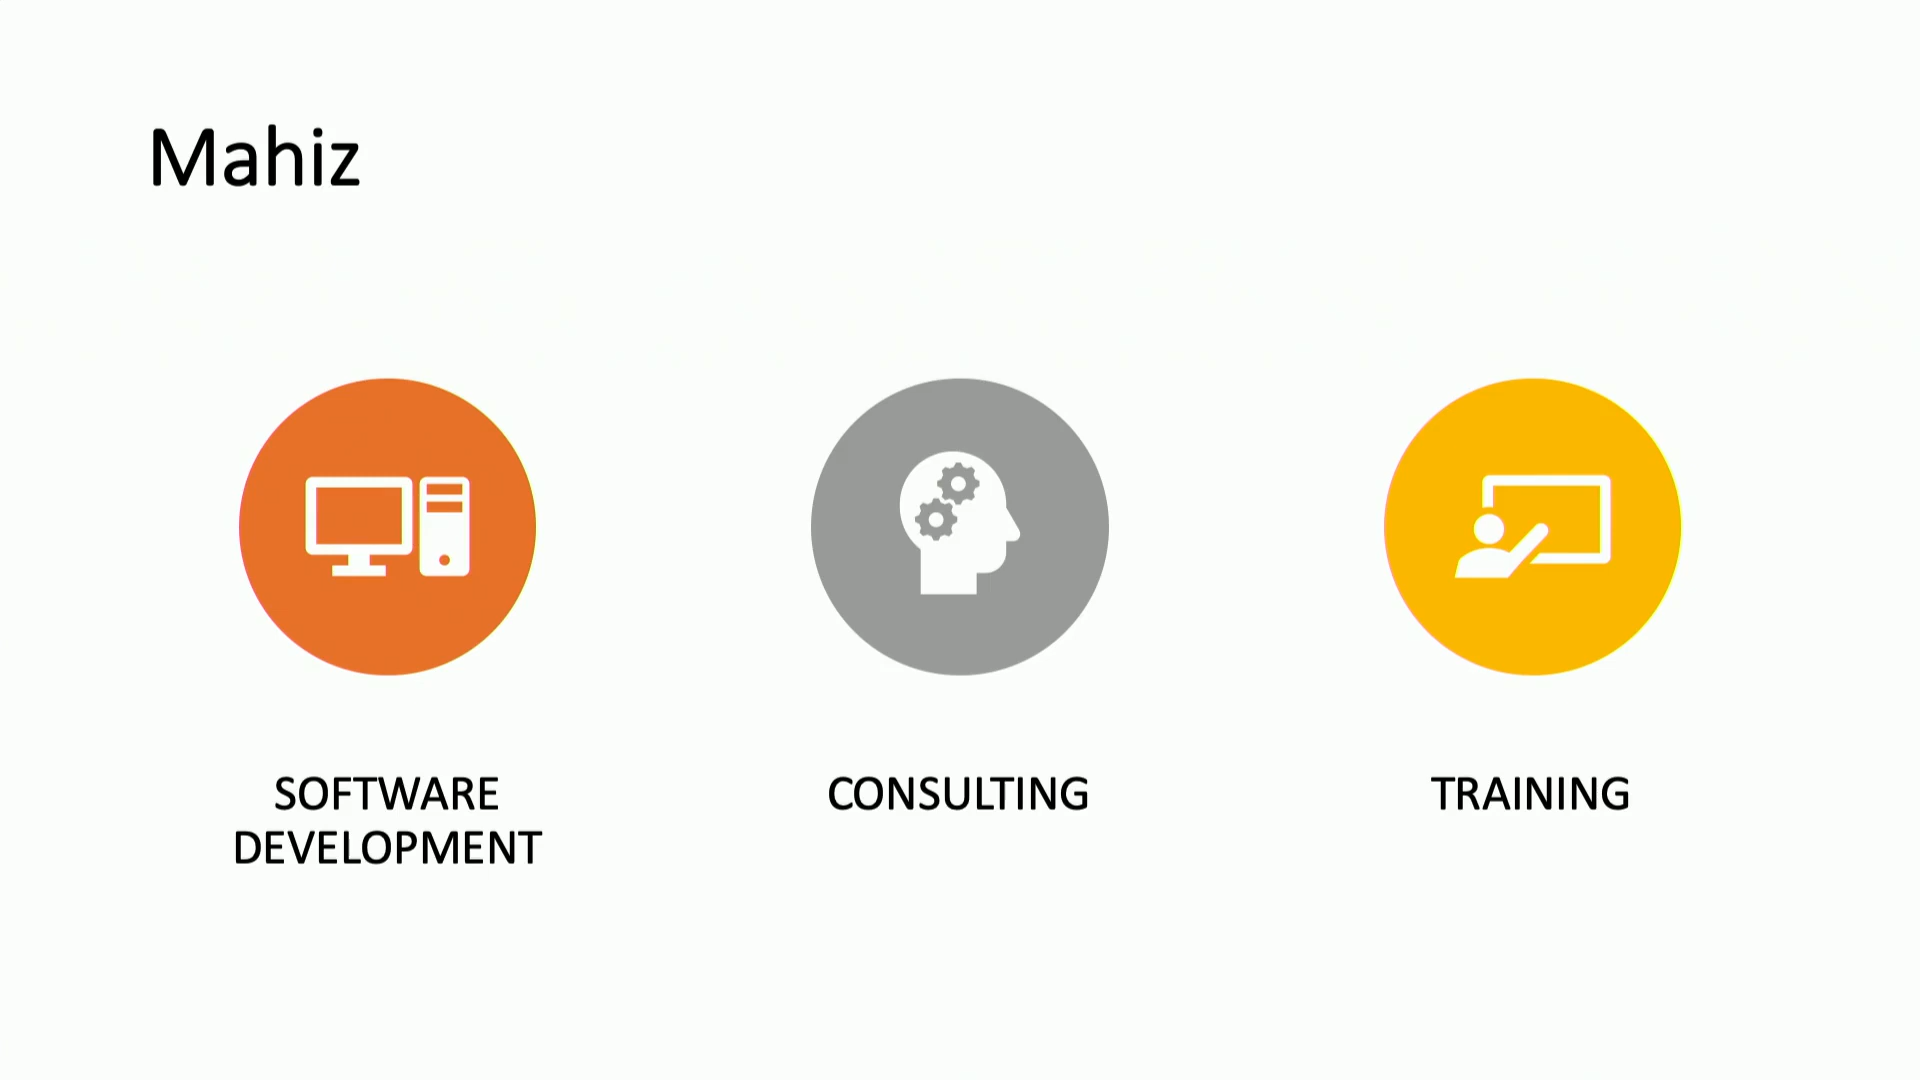 Mahiz
SOFTWARE
DEVELOPMENT
CONSULTING
TRAINING